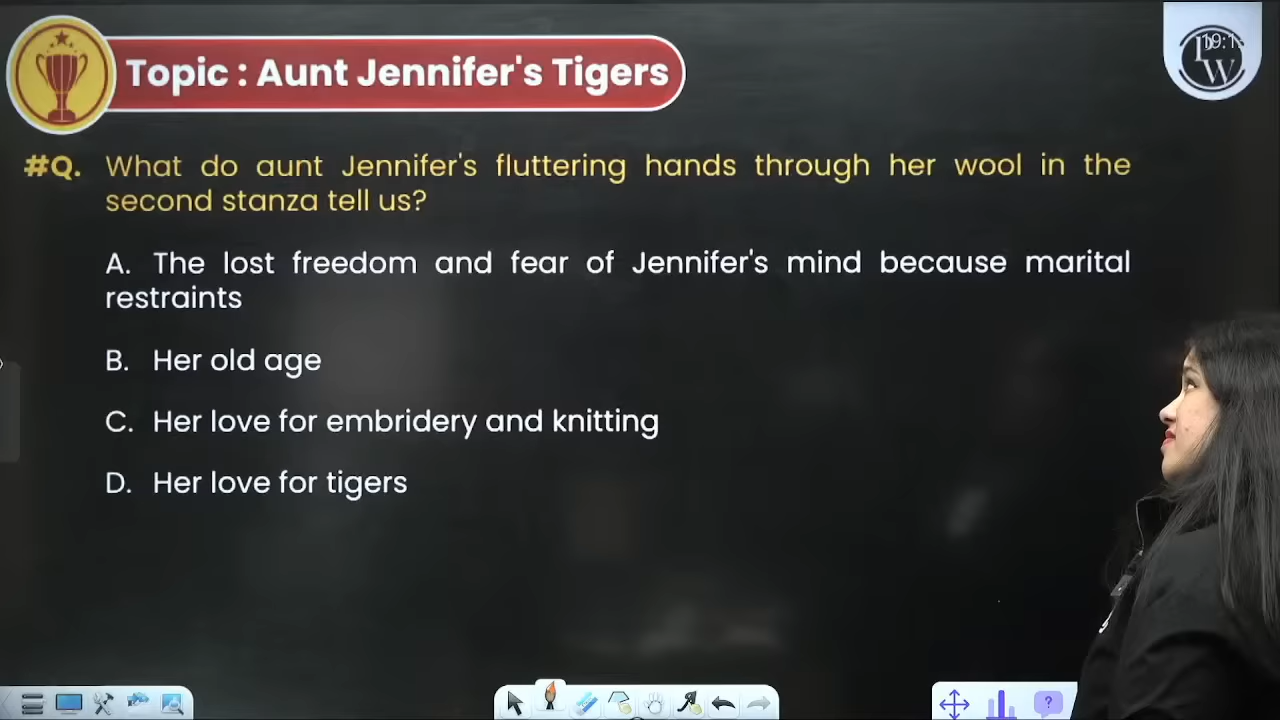 Topic : Aunt Jennifer's Tigers
#Q. What do aunt Jennifer's fluttering hands through her wool in the
second stanza tell us?
A. The lost freedom and fear of Jennifer's mind because marital
restraints
B. Her old age
C. Her love for embridery and knitting
D. Her love for tigers